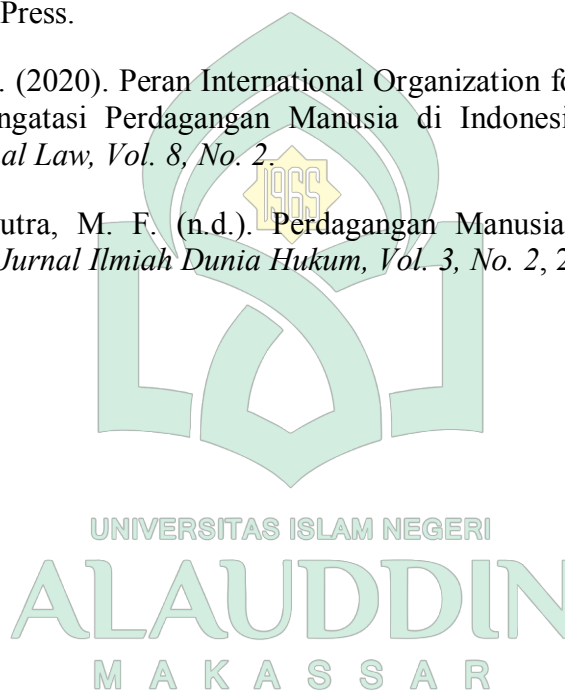 Press.
. (2020). Peran International Organization fo
ngatasi Perdagangan Manusia di Indonesi
al Law, Vol. 8, No. 2.
1965
utra, M. F. (n.d.). Perdagangan Manusia
Jurnal Ilmiah Dunia Hukum, Vol. 3, No. 2, 2
UNIVERSITAS ISLAM NEGERI
ALAUDDIN
MAKASSAR